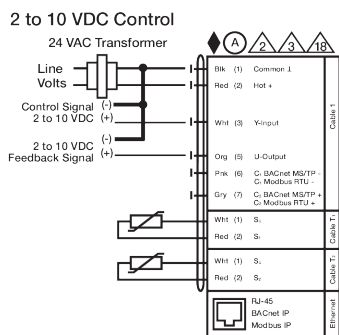 2 to 10 VDC Control
24 VAC Transformer
A 2 3 18
Line
Volts
Blk (1) Common ⊥
Red (2) Hot +
Control Signal (-)
2 to 10 VDC (+)
Wht (3) Y-Input
(-)
2 to 10 VDC
Feedback Signal (+)
Org (5) U-Output
Pnk (6) C₁ BACnet MS/TP -
C₁ Modbus RTU -
Gry (7) C₂ BACnet MS/TP +
C₂ Modbus RTU +
Cable 1
Wht (1) S₁
Red (2) S₁
Cable T₁
Wht (1) S₂
Red (2) S₂
Cable T₂
RJ-45
BACnet IP
Modbus IP
Ethernet